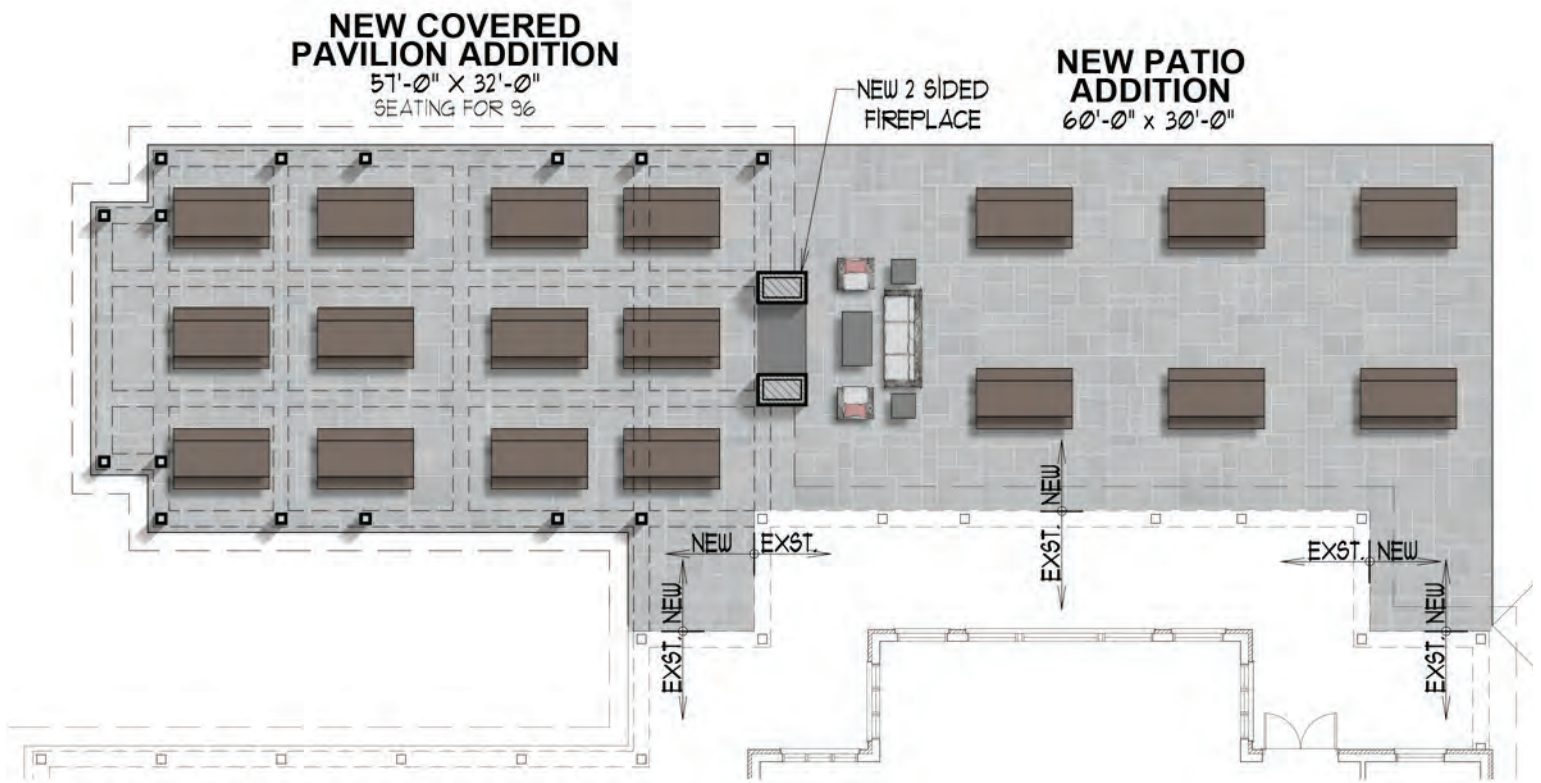 NEW COVERED
PAVILION ADDITION
57'-0" X 32'-0"
SEATING FOR 96
NEW 2 SIDED
FIREPLACE
NEW PATIO
ADDITION
60'-0" x 30'-0"
NEW
EXST.
NEW
EXST.
NEW
EXST.
EXST.
NEW
NEW
EXST.